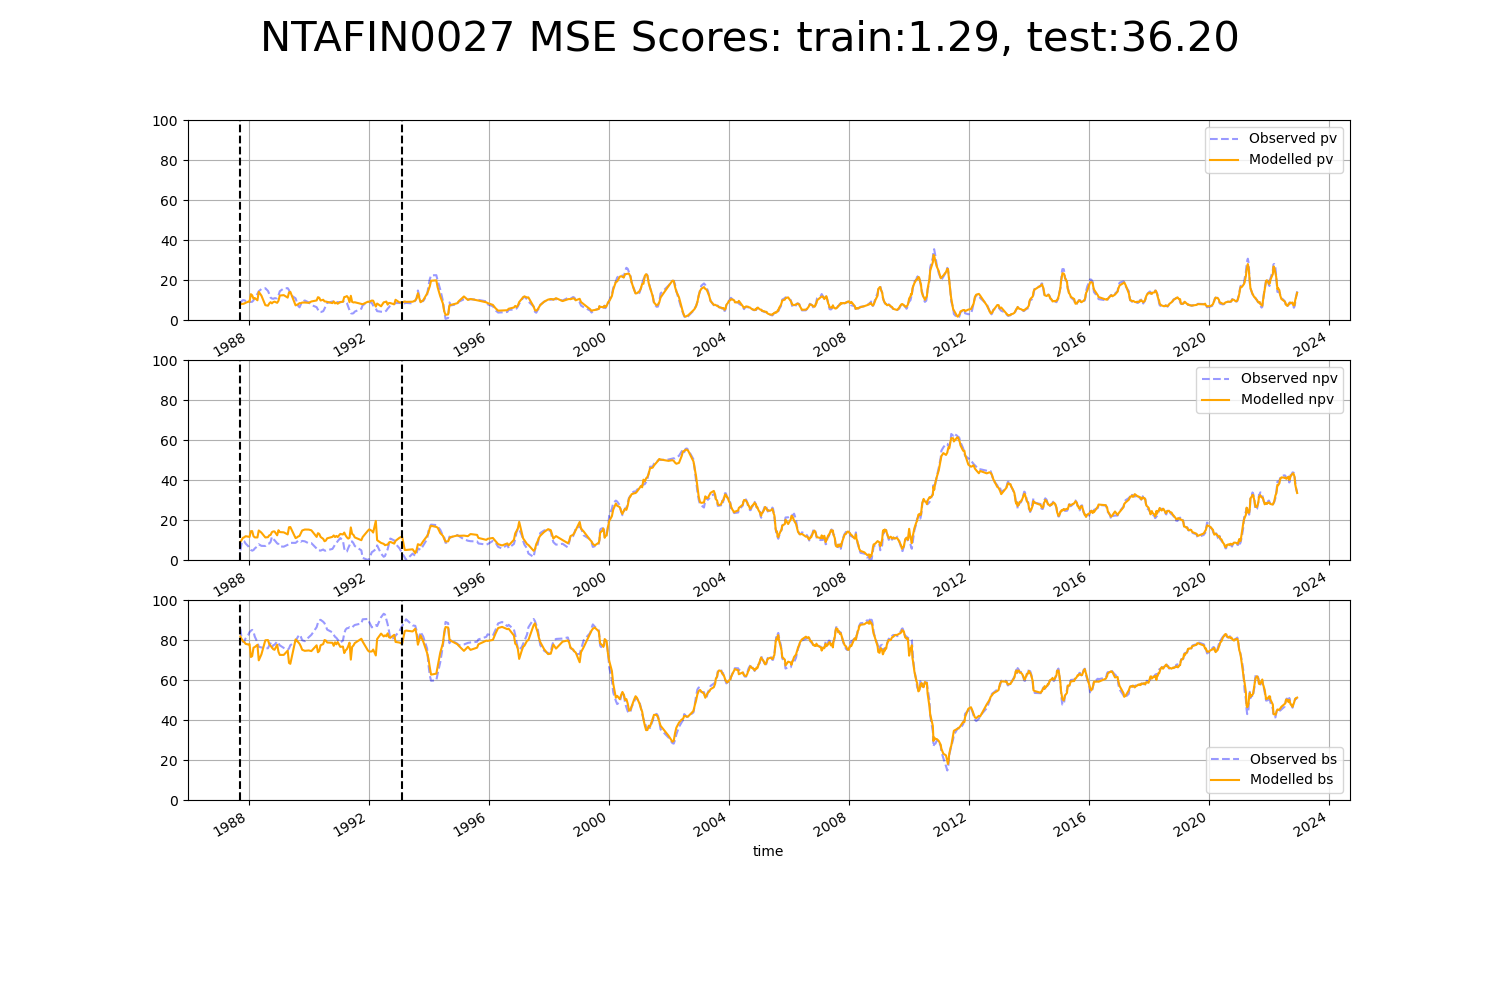 NTAFIN0027 MSE Scores: train:1.29, test:36.20
100
80
60
40
20
0
Observed pv
Modelled pv
1988 1992 1996 2000 2004 2008 2012 2016 2020 2024
100
80
60
40
20
0
Observed npv
Modelled npv
1988 1992 1996 2000 2004 2008 2012 2016 2020 2024
100
80
60
40
20
0
Observed bs
Modelled bs
1988 1992 1996 2000 2004 2008 2012 2016 2020 2024
time